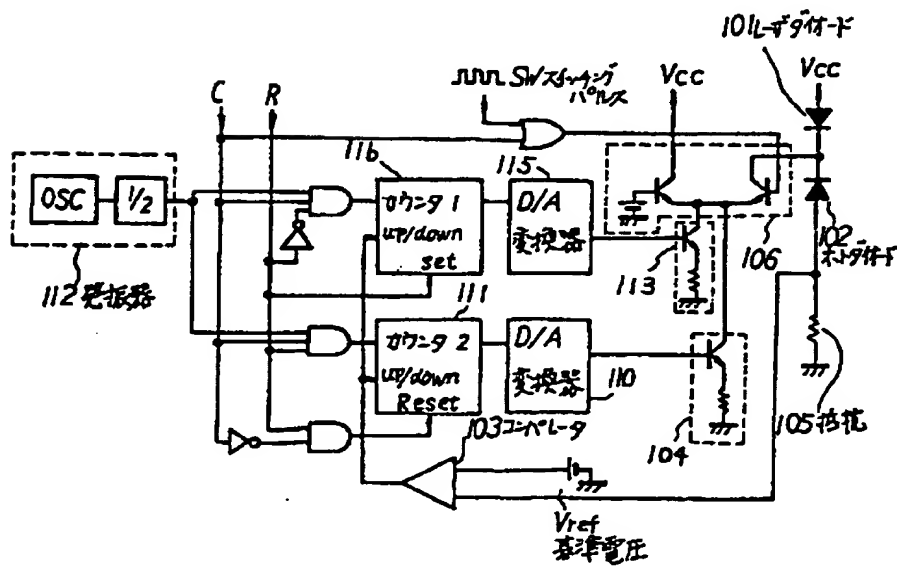 101レーザダイオード
Vcc
SWスイッチング
パルス
Vcc
C
R
116
115
OSC
1/2
カウンタ1
up/down
set
D/A
変換器
106
102
ホトダイオード
113
112発振器
111
カウンタ2
up/down
Reset
D/A
変換器
110
104
105抵抗
103コンパレータ
Vref
基準電圧